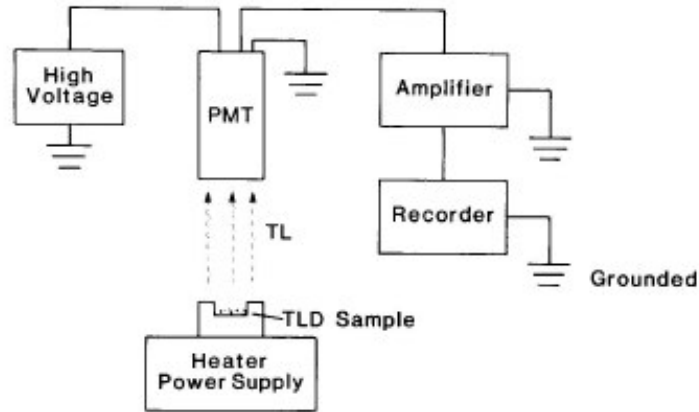 High
Voltage
PMT
Amplifier
Recorder
TL
Grounded
TLD Sample
Heater
Power Supply